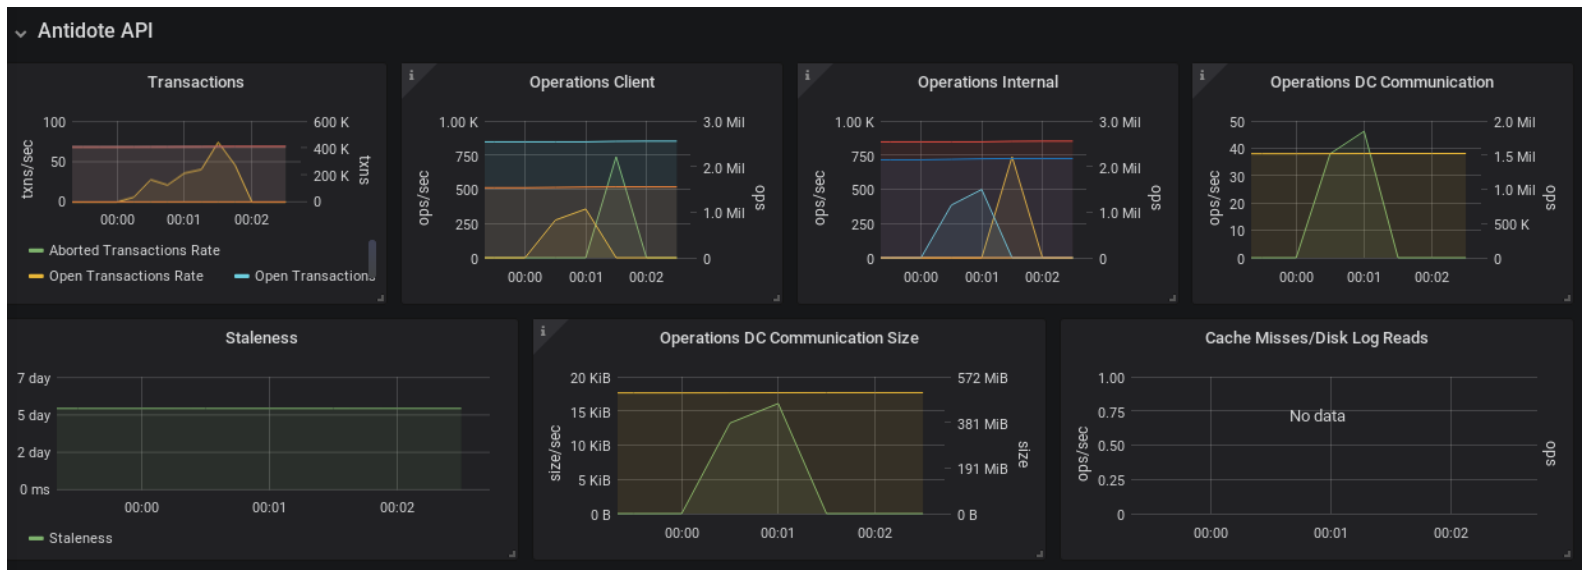 Antidote API
Transactions
100
50
0
txns/sec
600 K
400 K
200 K
0
txns
00:00 00:01 00:02
Aborted Transactions Rate
Open Transactions Rate Open Transactions
i
Operations Client
1.00 K
750
500
250
0
ops/sec
3.0 Mil
2.0 Mil
1.0 Mil
0
ops
00:00 00:01 00:02
i
Operations Internal
1.00 K
750
500
250
0
ops/sec
3.0 Mil
2.0 Mil
1.0 Mil
0
ops
00:00 00:01 00:02
i
Operations DC Communication
50
40
30
20
10
0
ops/sec
2.0 Mil
1.5 Mil
1.0 Mil
500 K
0
ops
00:00 00:01 00:02
Staleness
7 day
5 day
2 day
0 ms
00:00 00:01 00:02
Staleness
i
Operations DC Communication Size
20 KiB
15 KiB
10 KiB
5 KiB
0 B
size/sec
572 MiB
381 MiB
191 MiB
0 B
size
00:00 00:01 00:02
Cache Misses/Disk Log Reads
1.00
0.75
0.50
0.25
0
ops/sec
No data
ops
00:00 00:01 00:02